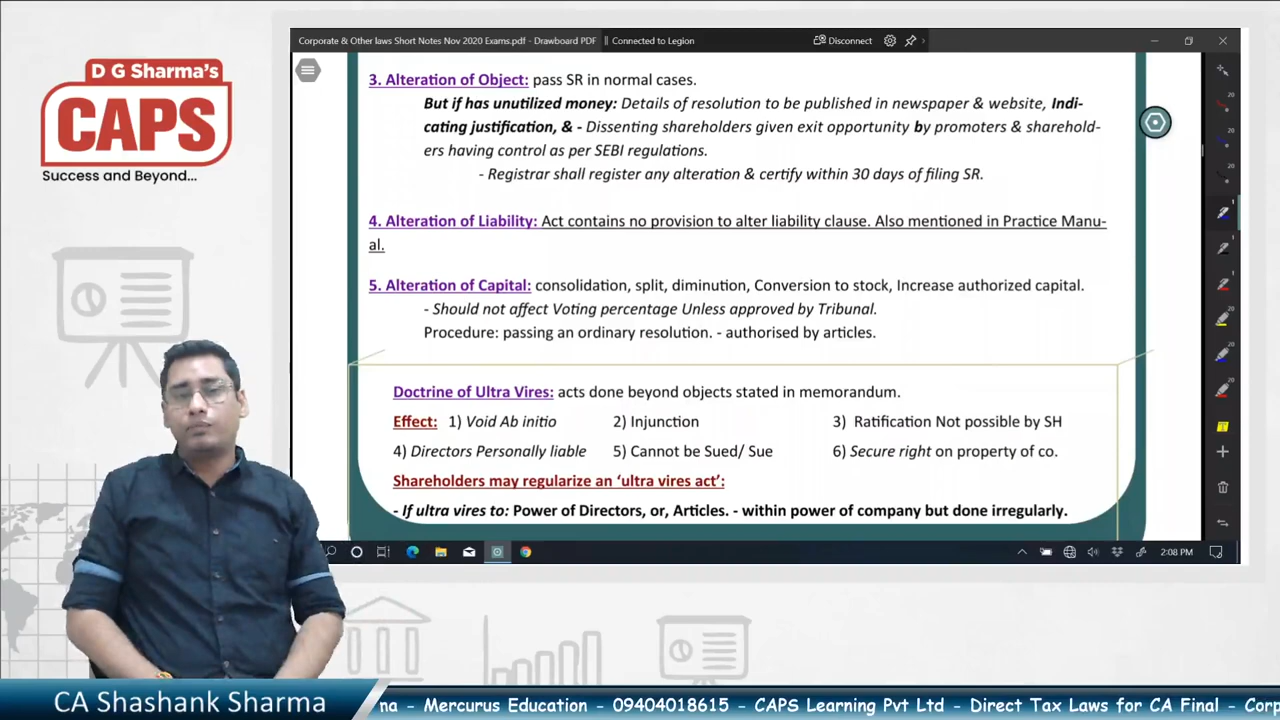 D G Sharma's
CAPS
Success and Beyond...
Corporate & Other laws Short Notes Nov 2020 Exams.pdf - Drawboard PDF
Connected to Legion
Disconnect
3. Alteration of Object: pass SR in normal cases.
But if has unutilized money: Details of resolution to be published in newspaper & website, Indi-
cating justification, & - Dissenting shareholders given exit opportunity by promoters & sharehold-
ers having control as per SEBI regulations.
- Registrar shall register any alteration & certify within 30 days of filing SR.
4. Alteration of Liability: Act contains no provision to alter liability clause. Also mentioned in Practice Manu-
al.
5. Alteration of Capital: consolidation, split, diminution, Conversion to stock, Increase authorized capital.
- Should not affect Voting percentage Unless approved by Tribunal.
Procedure: passing an ordinary resolution. - authorised by articles.
Doctrine of Ultra Vires: acts done beyond objects stated in memorandum.
Effect: 1) Void Ab initio 2) Injunction 3) Ratification Not possible by SH
4) Directors Personally liable 5) Cannot be Sued/ Sue 6) Secure right on property of co.
Shareholders may regularize an ‘ultra vires act’:
- If ultra vires to: Power of Directors, or, Articles. - within power of company but done irregularly.
2:08 PM
CA Shashank Sharma
na - Mercurus Education - 09404018615 - CAPS Learning Pvt Ltd - Direct Tax Laws for CA Final - Corp